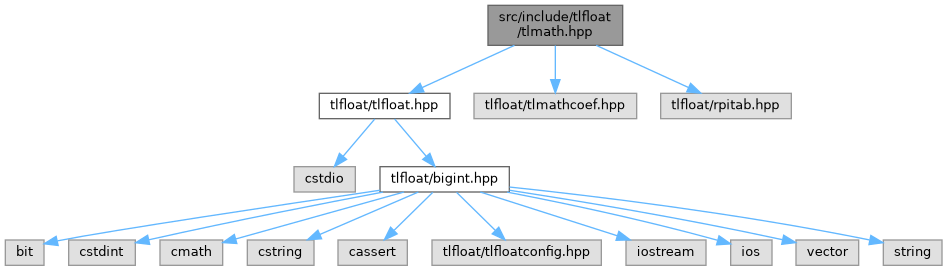 src/include/tlfloat
/tlmath.hpp
tlfloat/tlfloat.hpp
tlfloat/tlmathcoef.hpp
tlfloat/rpitab.hpp
cstdio
tlfloat/bigint.hpp
bit
cstdint
cmath
cstring
cassert
tlfloat/tlfloatconfig.hpp
iostream
ios
vector
string